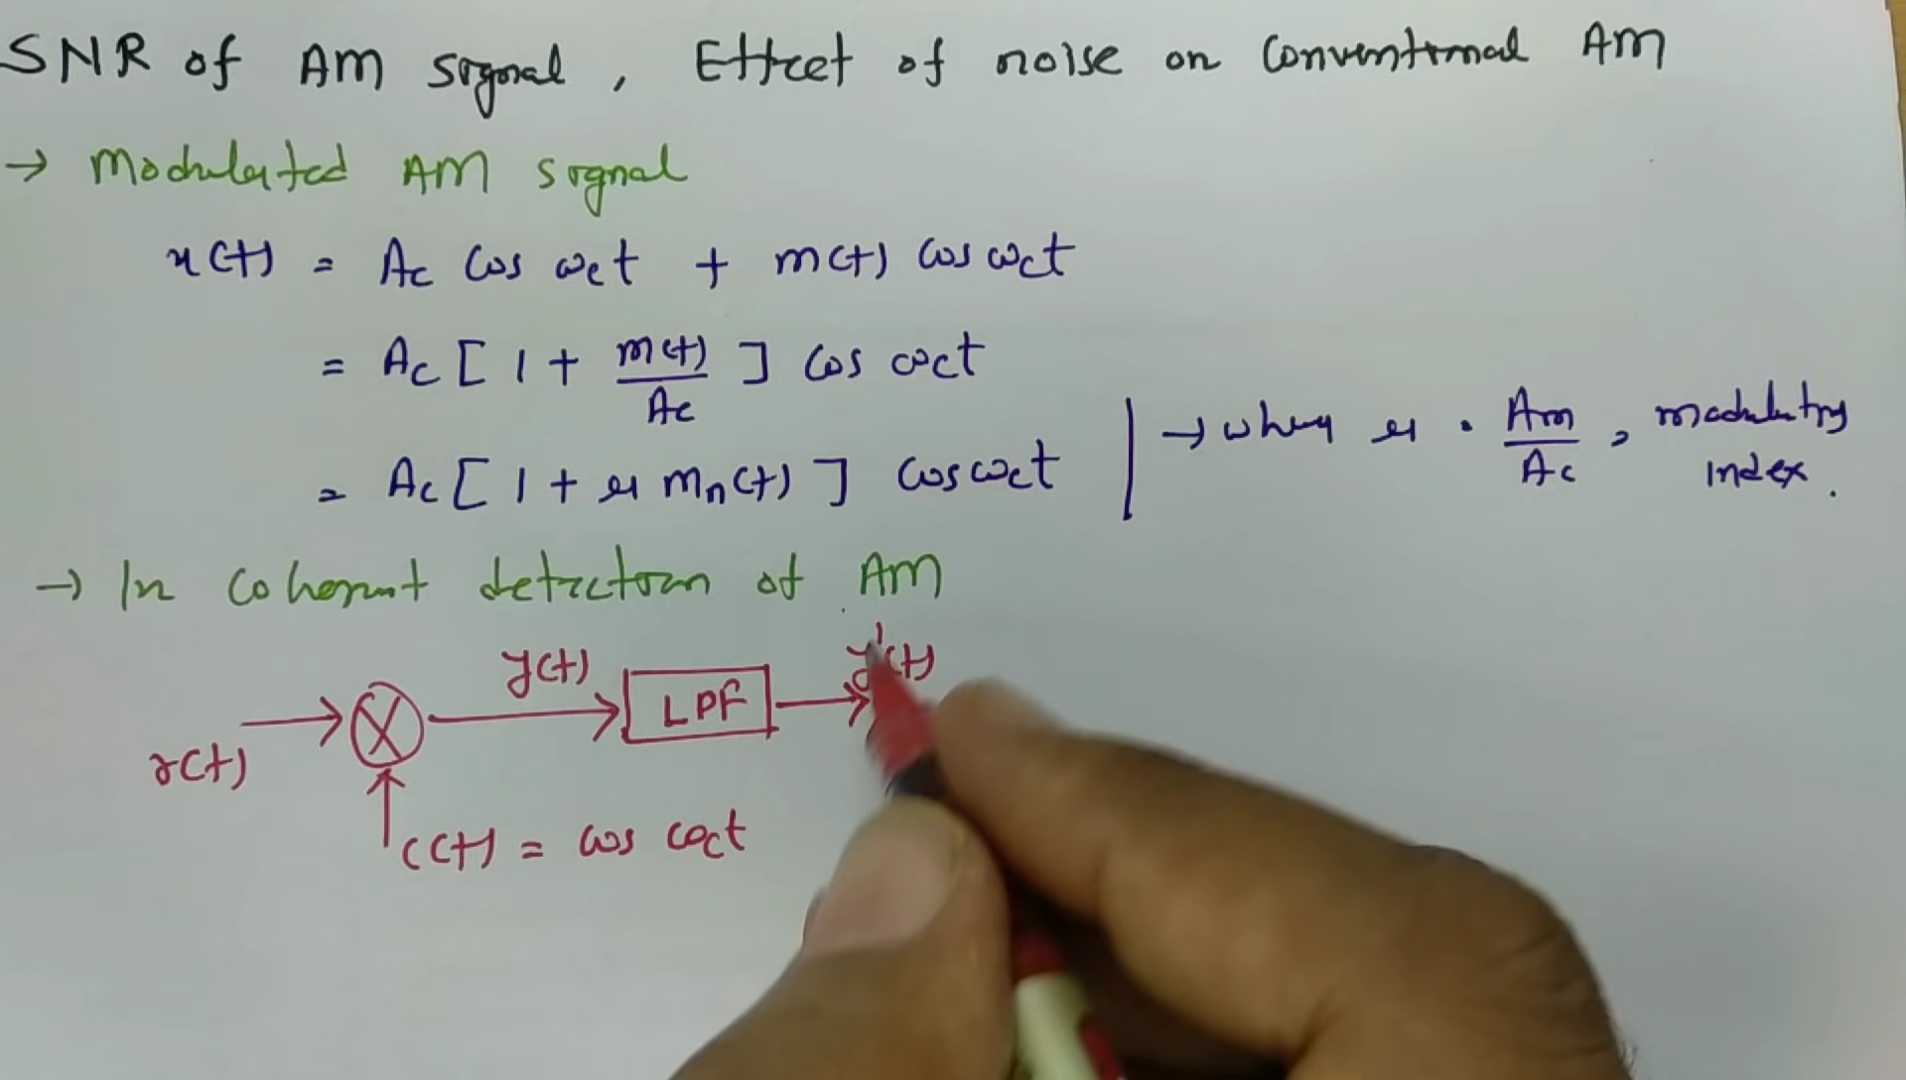 SNR of AM signal, Effect of noise on Conventional AM
→ Modulated AM signal
x(t) = Ac cos ωct + m(t) cos ωct
= Ac [ 1 + m(t)/Ac ] cos ωct
= Ac [ 1 + μ mn(t) ] cos ωct | → where μ = Am/Ac, modulating index.
→ In coherent detection of AM
y(t) LPF y'(t)
r(t) X
c(t) = cos ωct